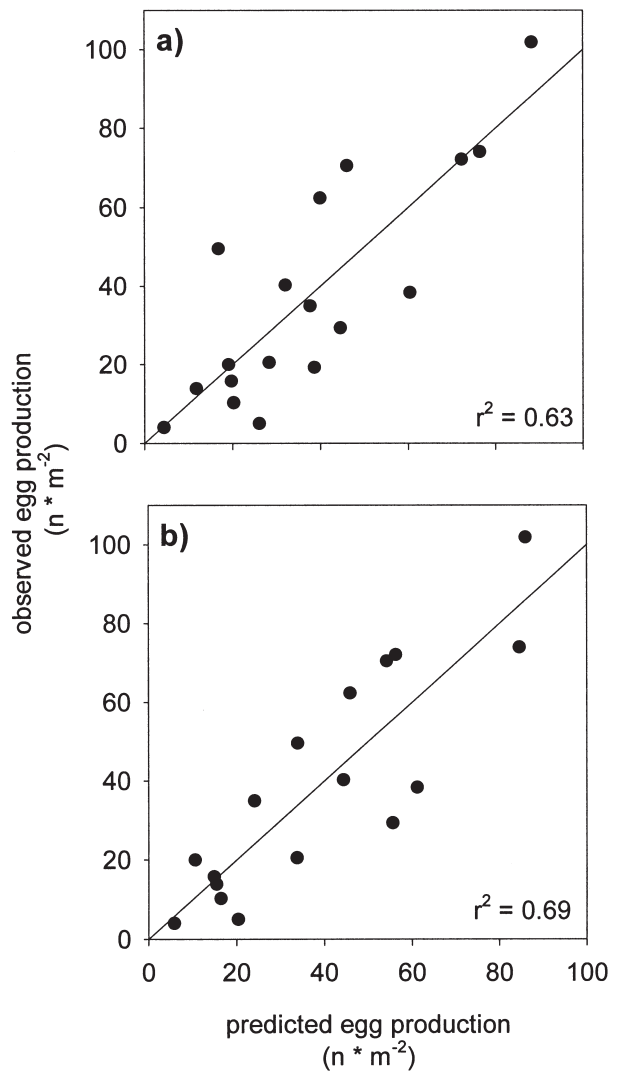 a)
100
80
60
40
20
0
r² = 0.63
observed egg production
(n * m⁻²)
b)
100
80
60
40
20
0
r² = 0.69
0 20 40 60 80 100
predicted egg production
(n * m⁻²)